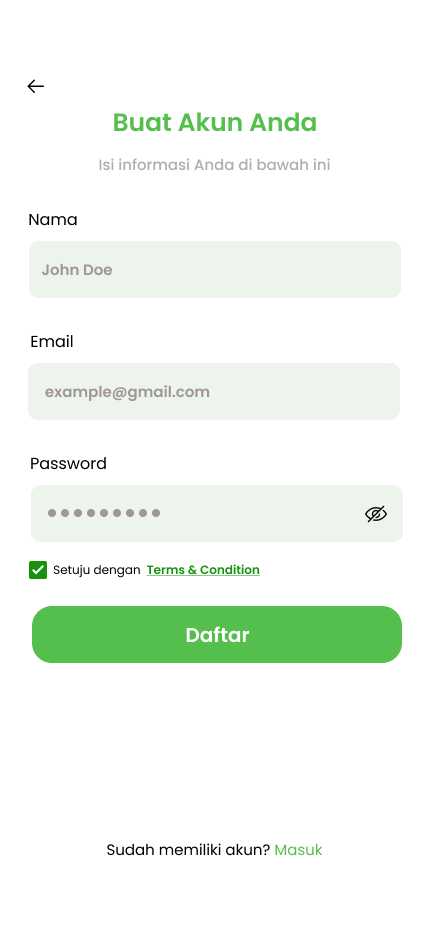 Buat Akun Anda
Isi informasi Anda di bawah ini
Nama
John Doe
Email
example@gmail.com
Password
Setuju dengan Terms & Condition
Daftar
Sudah memiliki akun? Masuk